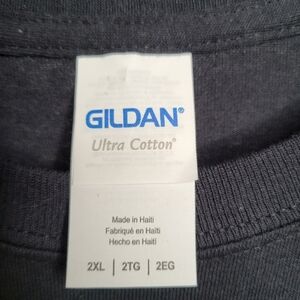 GILDAN®
Ultra Cotton®
Made in Haiti
Fabriqué en Haïti
Hecho en Haití
2XL | 2TG | 2EG